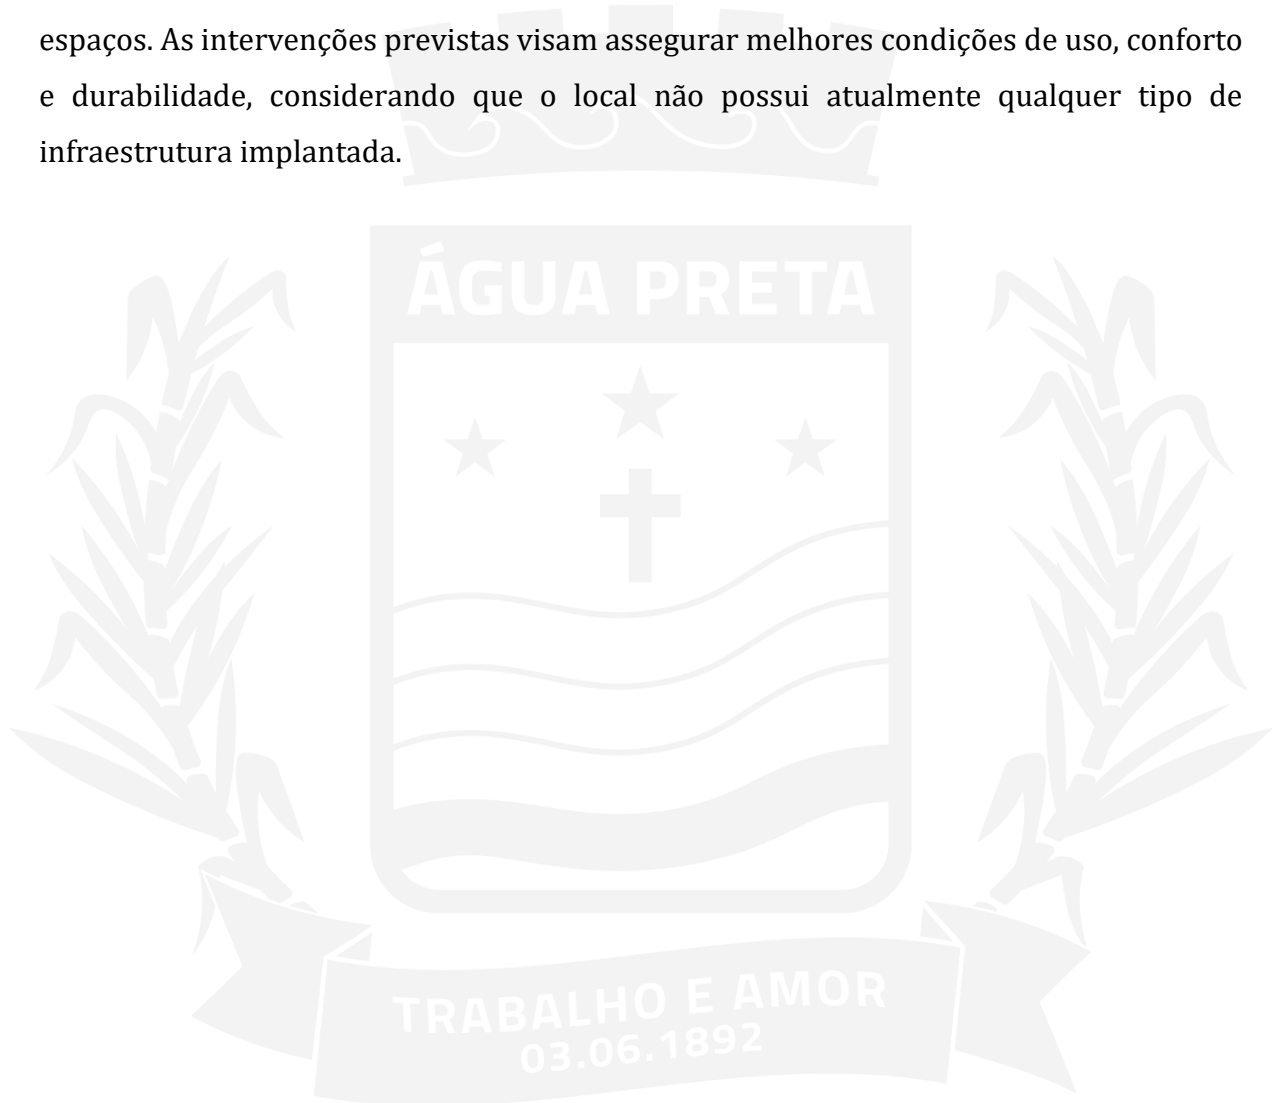 espaços. As intervenções previstas visam assegurar melhores condições de uso, conforto
e durabilidade, considerando que o local não possui atualmente qualquer tipo de
infraestrutura implantada.
ÁGUA PRETA
TRABALHO E AMOR
03.06.1892